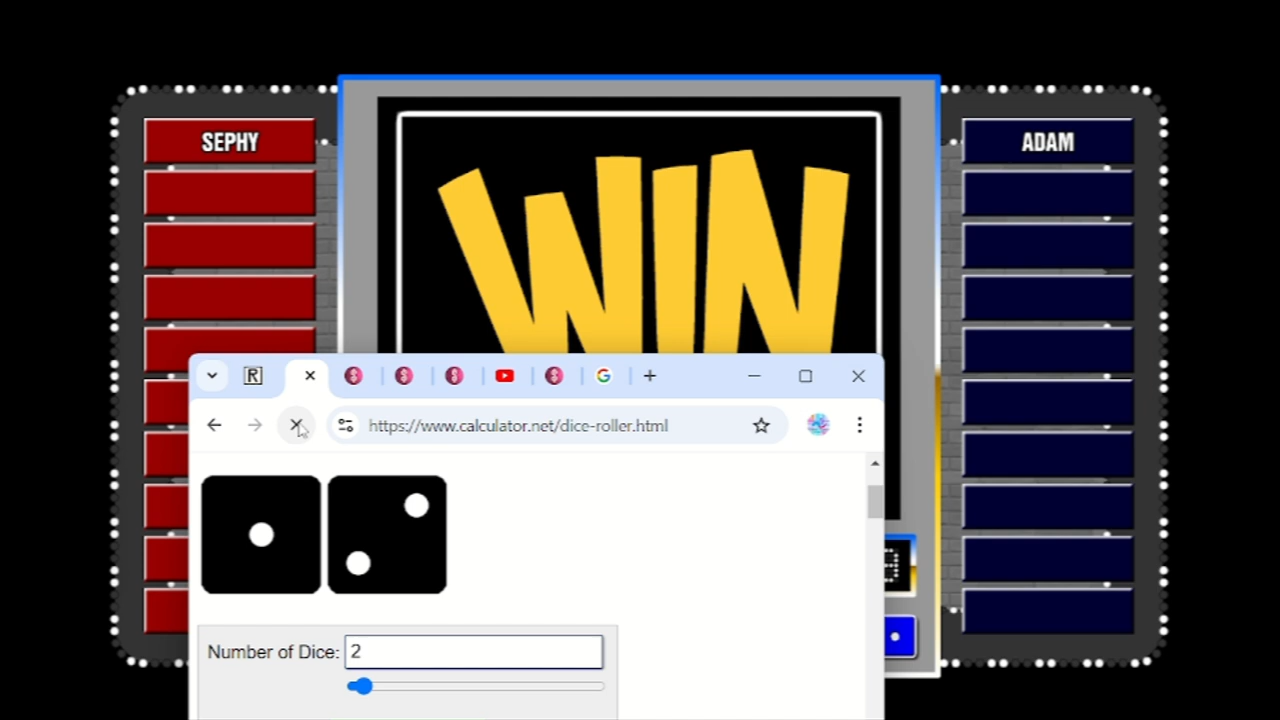 SEPHY
ADAM
WIN
https://www.calculator.net/dice-roller.html
Number of Dice: 2